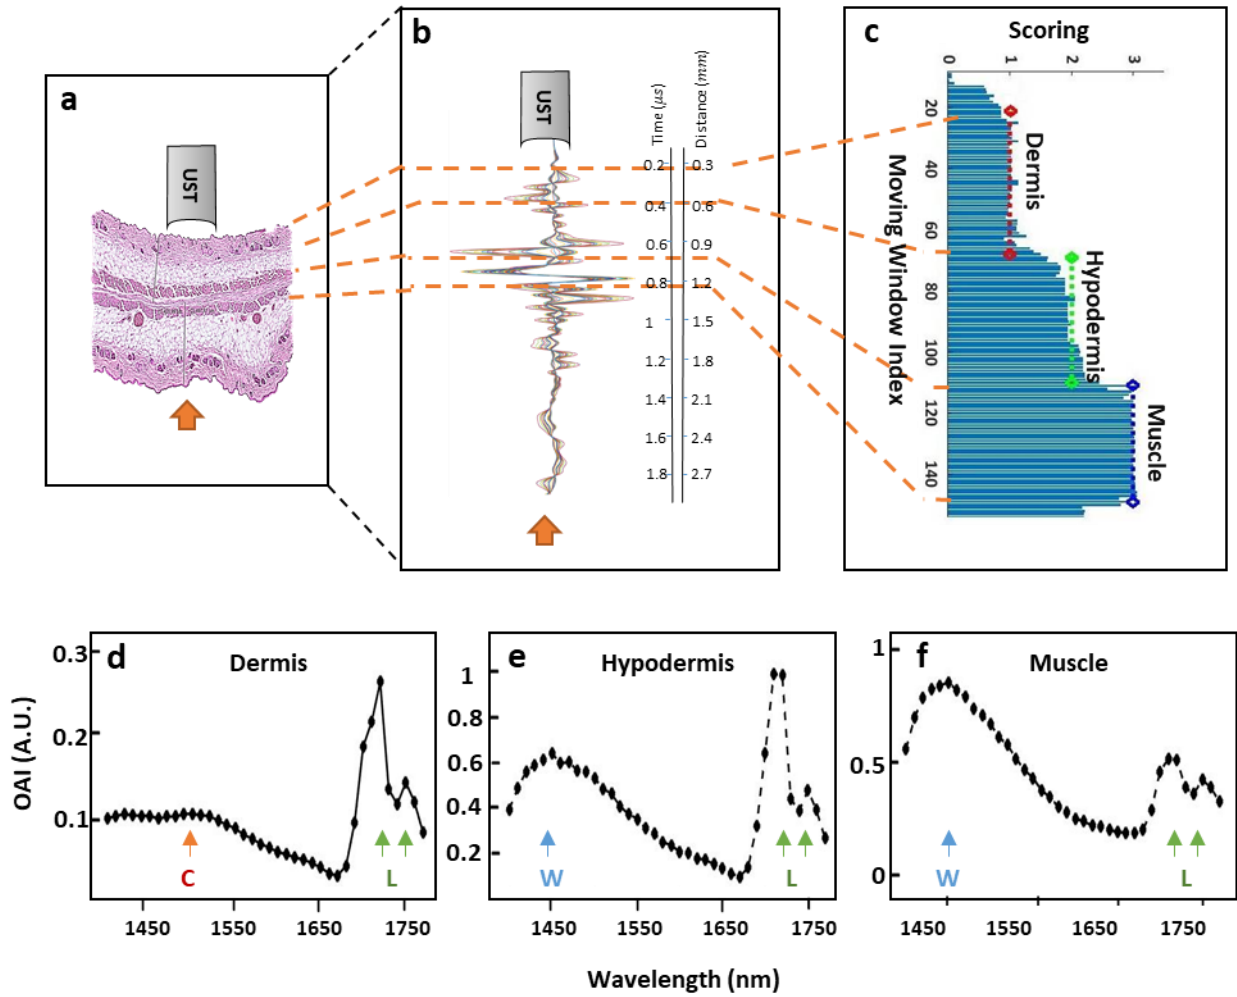 a
UST
b
UST
Time (μs)
Distance (mm)
0.2 0.3
0.4 0.6
0.6 0.9
0.8 1.2
1 1.5
1.2 1.8
1.4 2.1
1.6 2.4
1.8 2.7
c
Scoring
0 1 2 3
20
40
60
80
100
120
140
Moving Window Index
Dermis
Hypodermis
Muscle
d
Dermis
0.3
0.2
0.1
OAI (A.U.)
C
L
1450 1550 1650 1750
e
Hypodermis
1
0.8
0.6
0.4
0.2
W
L
1450 1550 1650 1750
f
Muscle
1
0.5
0
W
L
1450 1550 1650 1750
Wavelength (nm)